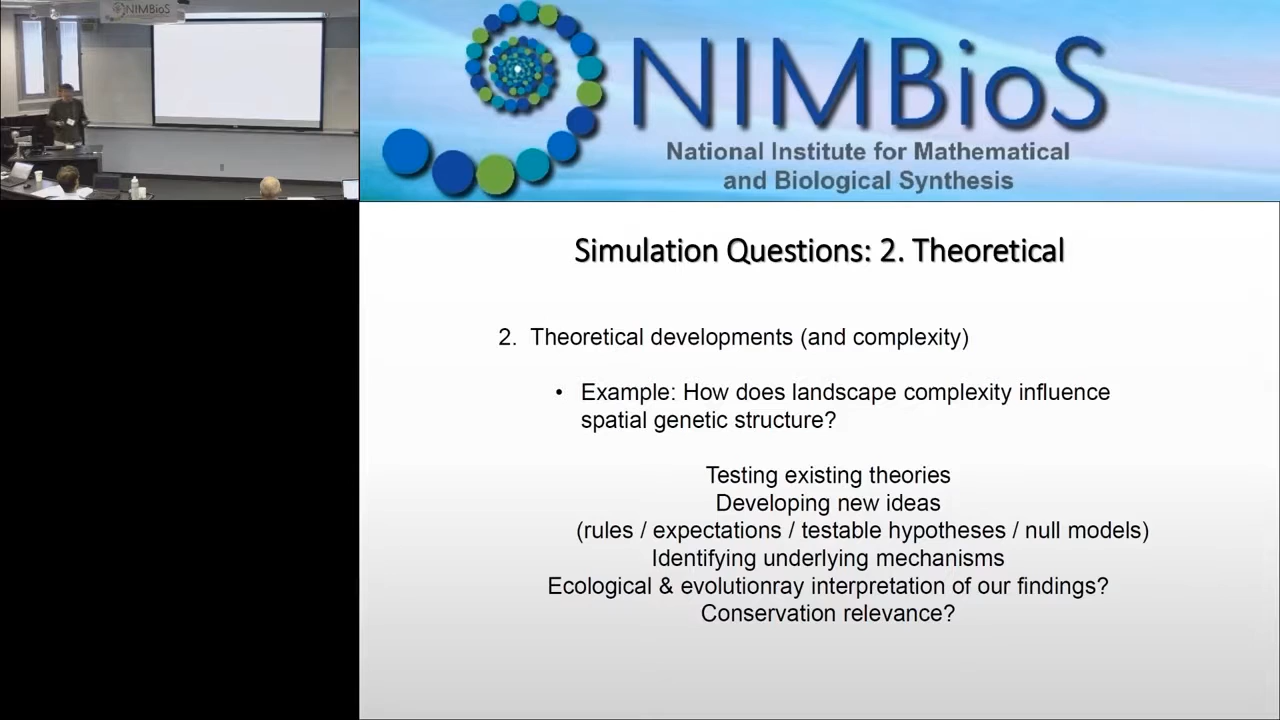 NIMBioS
NIMBioS
National Institute for Mathematical
and Biological Synthesis
Simulation Questions: 2. Theoretical
2. Theoretical developments (and complexity)
• Example: How does landscape complexity influence
spatial genetic structure?
Testing existing theories
Developing new ideas
(rules / expectations / testable hypotheses / null models)
Identifying underlying mechanisms
Ecological & evolutionray interpretation of our findings?
Conservation relevance?